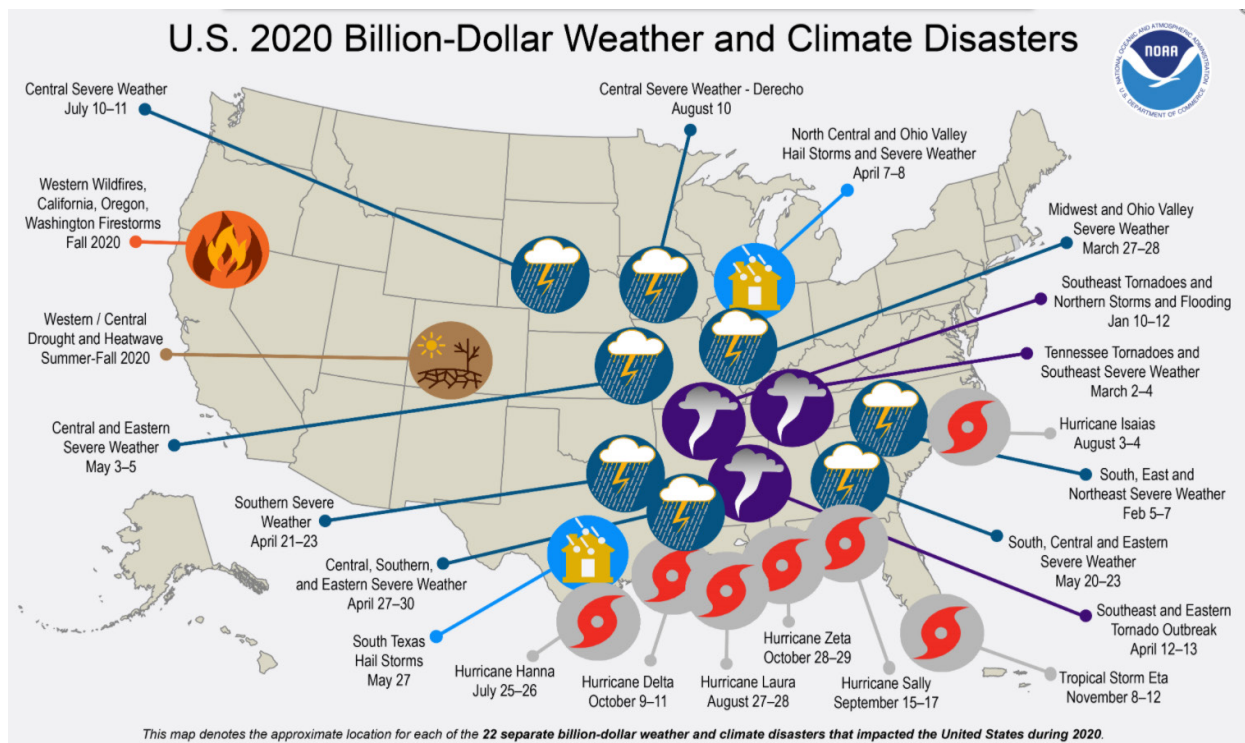 U.S. 2020 Billion-Dollar Weather and Climate Disasters
NATIONAL OCEANIC AND ATMOSPHERIC ADMINISTRATION
NOAA
U.S. DEPARTMENT OF COMMERCE
Central Severe Weather
July 10–11
Central Severe Weather - Derecho
August 10
North Central and Ohio Valley
Hail Storms and Severe Weather
April 7–8
Western Wildfires,
California, Oregon,
Washington Firestorms
Fall 2020
Midwest and Ohio Valley
Severe Weather
March 27–28
Southeast Tornadoes and
Northern Storms and Flooding
Jan 10–12
Western / Central
Drought and Heatwave
Summer-Fall 2020
Tennessee Tornadoes and
Southeast Severe Weather
March 2–4
Central and Eastern
Severe Weather
May 3–5
Hurricane Isaias
August 3–4
South, East and
Northeast Severe Weather
Feb 5–7
Southern Severe
Weather
April 21–23
South, Central and Eastern
Severe Weather
May 20–23
Central, Southern,
and Eastern Severe Weather
April 27–30
Southeast and Eastern
Tornado Outbreak
April 12–13
South Texas
Hail Storms
May 27
Hurricane Hanna
July 25–26
Hurricane Delta
October 9–11
Hurricane Laura
August 27–28
Hurricane Zeta
October 28–29
Hurricane Sally
September 15–17
Tropical Storm Eta
November 8–12
This map denotes the approximate location for each of the 22 separate billion-dollar weather and climate disasters that impacted the United States during 2020.